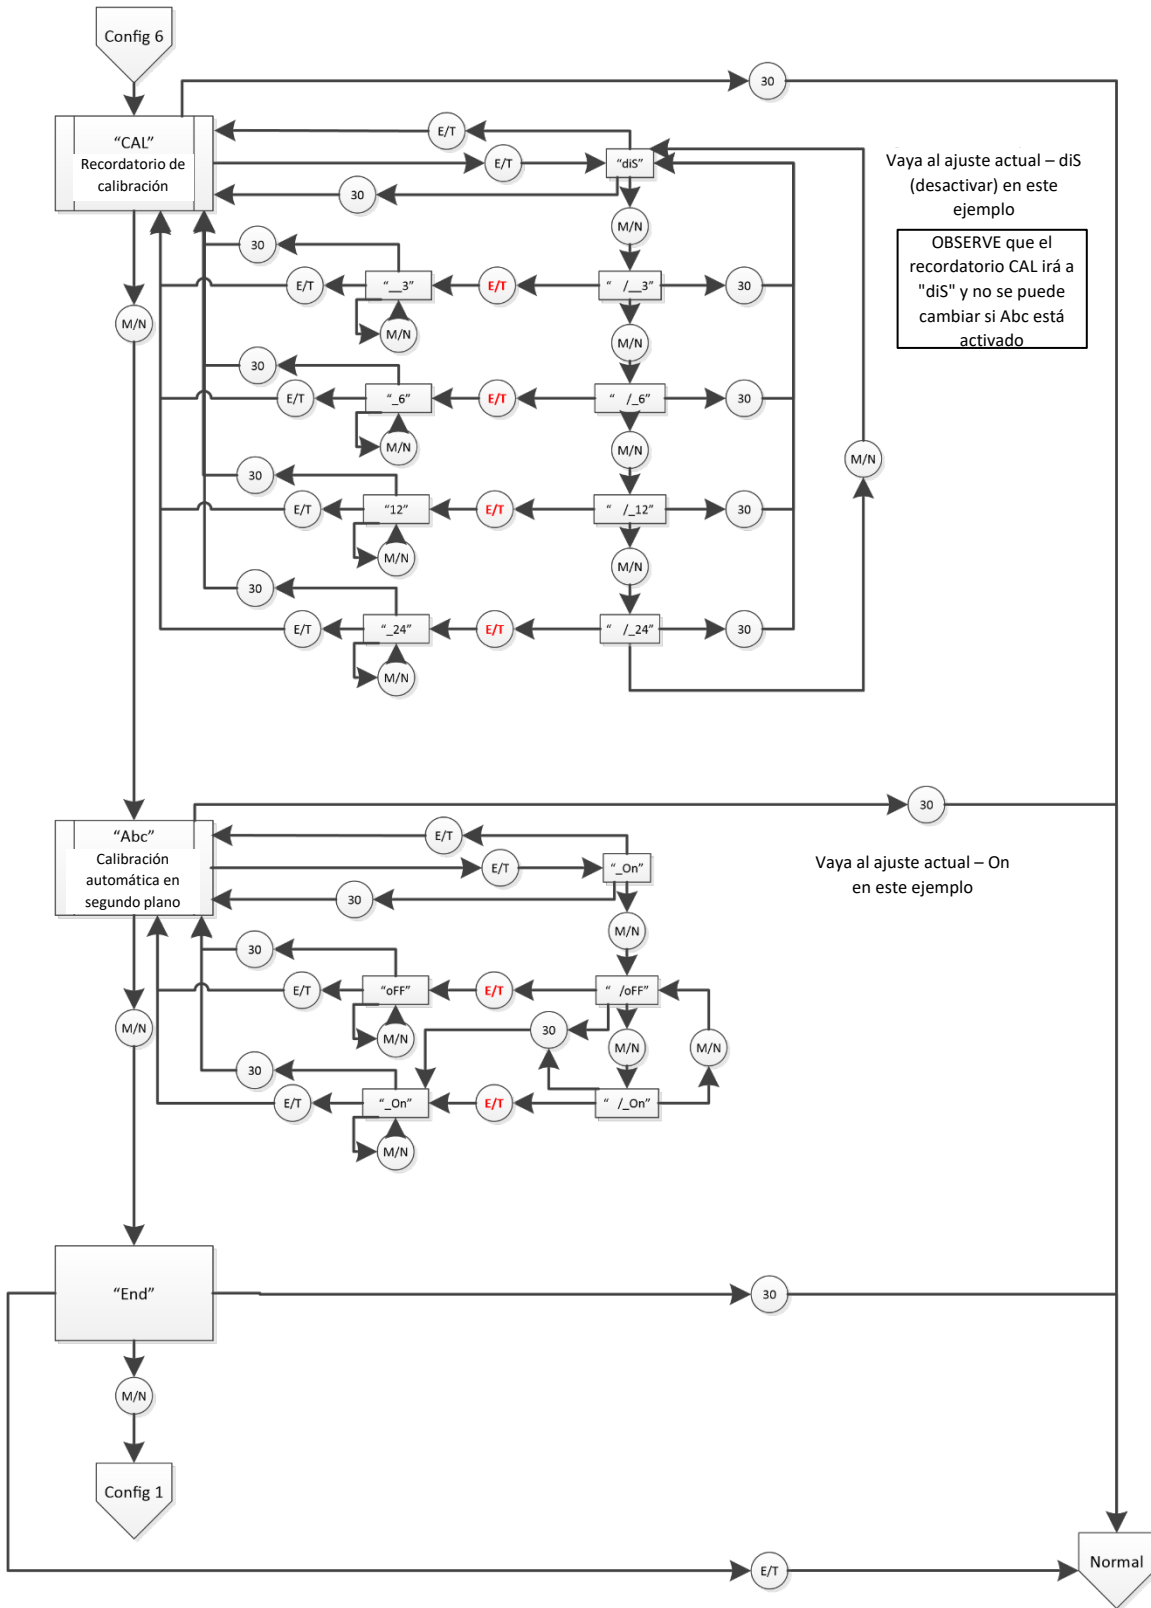 Config 6
30
“CAL”
Recordatorio de
calibración
E/T
E/T
“diS”
30
Vaya al ajuste actual – diS
(desactivar) en este
ejemplo
M/N
OBSERVE que el
recordatorio CAL irá a
"diS" y no se puede
cambiar si Abc está
activado
30
E/T
“__3”
E/T
“ /__3”
30
M/N
M/N
M/N
30
E/T
“_6”
E/T
“ /_6”
30
M/N
M/N
M/N
30
E/T
“12”
E/T
“ /_12”
30
M/N
M/N
30
E/T
“_24”
E/T
“ /_24”
30
M/N
30
“Abc”
Calibración
automática en
segundo plano
E/T
E/T
“_On”
30
Vaya al ajuste actual – On
en este ejemplo
M/N
30
E/T
“oFF”
E/T
“ /oFF”
M/N
M/N
30
M/N
M/N
30
E/T
“_On”
E/T
“ /_On”
M/N
“End”
30
M/N
Config 1
E/T
Normal